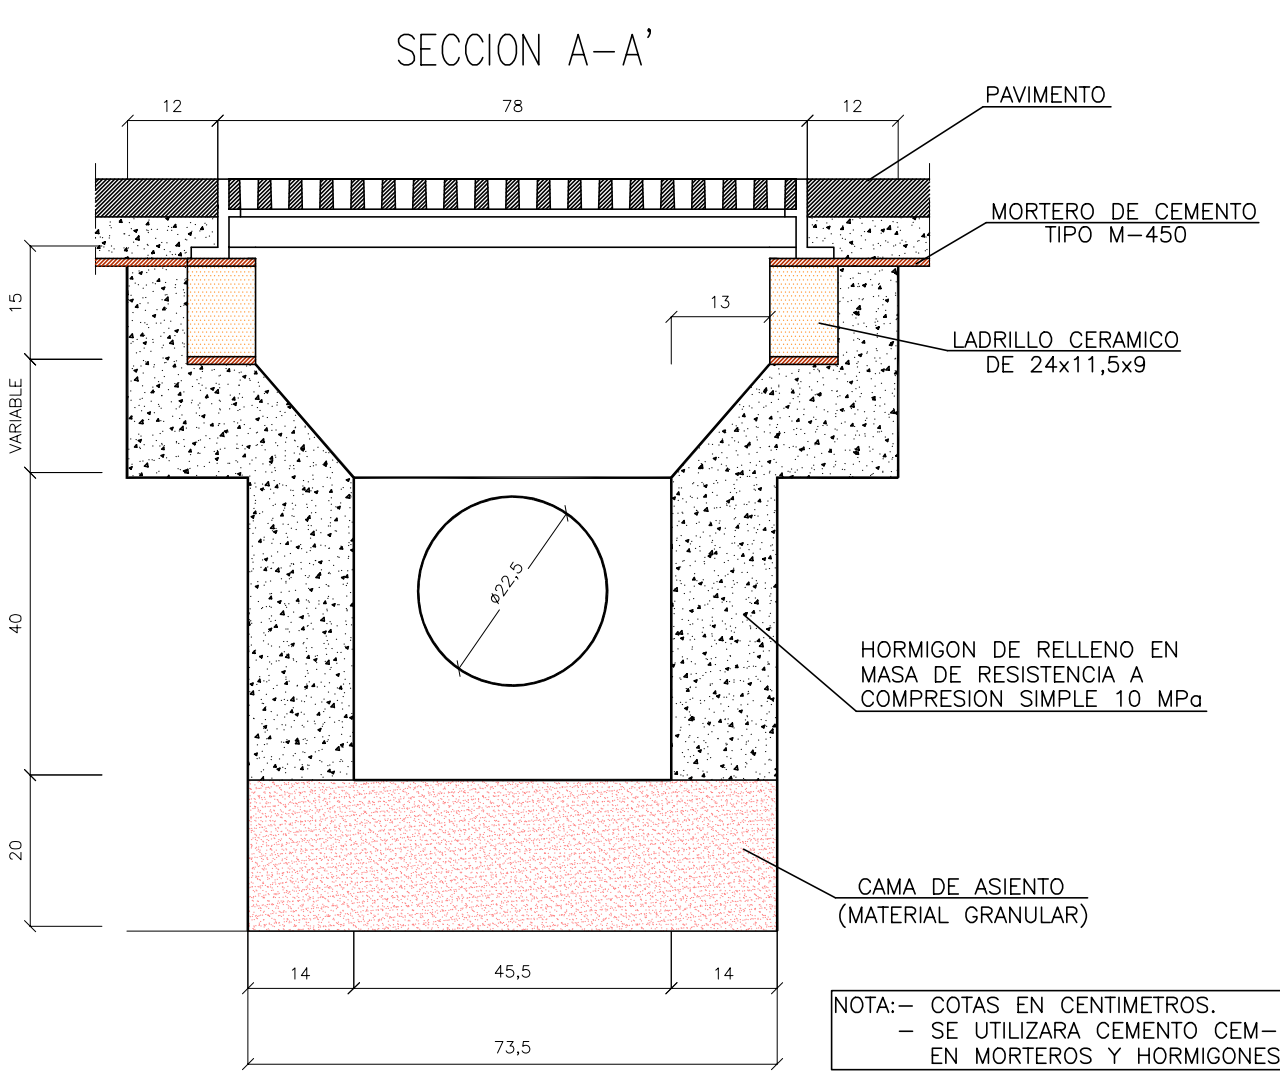 SECCION A-A'
12
78
12
PAVIMENTO
MORTERO DE CEMENTO
TIPO M-450
15
13
LADRILLO CERAMICO
DE 24x11,5x9
VARIABLE
ø22,5
40
HORMIGON DE RELLENO EN
MASA DE RESISTENCIA A
COMPRESION SIMPLE 10 MPa
20
CAMA DE ASIENTO
(MATERIAL GRANULAR)
14
45,5
14
73,5
NOTA:- COTAS EN CENTIMETROS.
- SE UTILIZARA CEMENTO CEM-
EN MORTEROS Y HORMIGONES